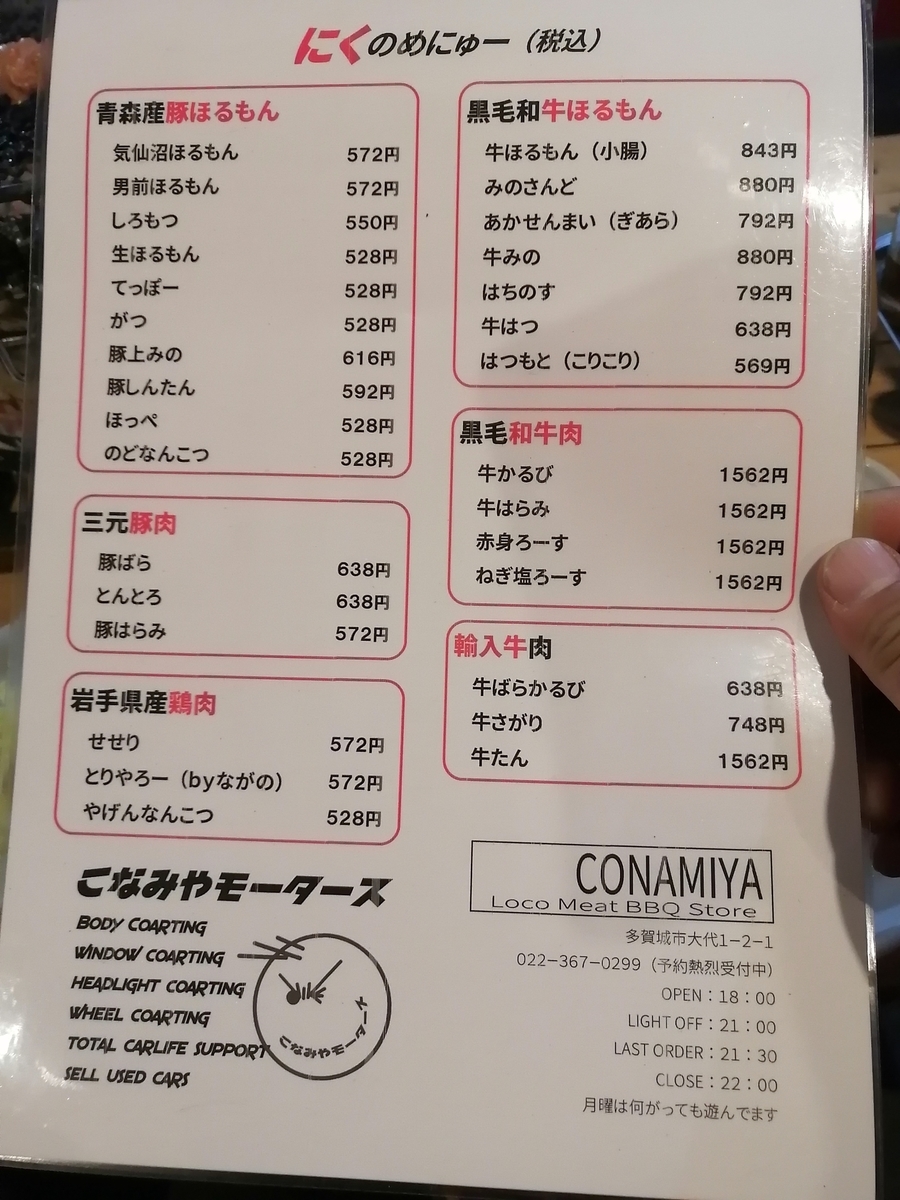 にくのめにゅー（税込）
青森産豚ほるもん
気仙沼ほるもん 572円
男前ほるもん 572円
しろもつ 550円
生ほるもん 528円
てっぽー 528円
がつ 528円
豚上みの 616円
豚しんたん 592円
ほっぺ 528円
のどなんこつ 528円
三元豚肉
豚ばら 638円
とんとろ 638円
豚はらみ 572円
岩手県産鶏肉
せせり 572円
とりやろー（byながの） 572円
やげんなんこつ 528円
黒毛和牛ほるもん
牛ほるもん（小腸） 843円
みのさんど 880円
あかせんまい（ぎあら） 792円
牛みの 880円
はちのす 792円
牛はつ 638円
はつもと（こりこり） 569円
黒毛和牛肉
牛かるび 1562円
牛はらみ 1562円
赤身ろーす 1562円
ねぎ塩ろーす 1562円
輸入牛肉
牛ばらかるび 638円
牛さがり 748円
牛たん 1562円
こなみやモータース
BODY COARTING
WINDOW COARTING
HEADLIGHT COARTING
WHEEL COARTING
TOTAL CARLIFE SUPPORT
SELL USED CARS
こなみやモータース
CONAMIYA
Loco Meat BBQ Store
多賀城市大代1−2−1
022−367−0299（予約熱烈受付中）
OPEN：18：00
LIGHT OFF：21：00
LAST ORDER：21：30
CLOSE：22：00
月曜は何がっても遊んでます